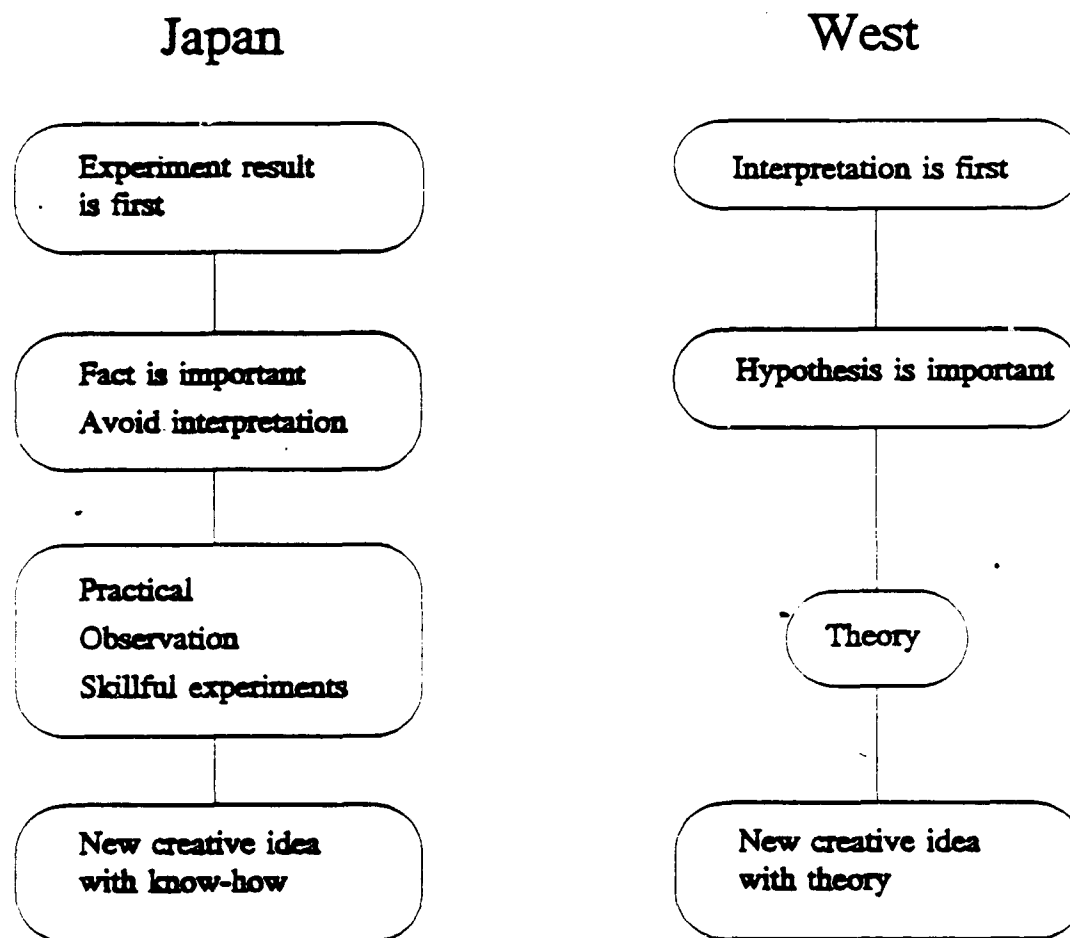 Japan
Experiment result
is first
Fact is important
Avoid interpretation
Practical
Observation
Skillful experiments
New creative idea
with know-how
West
Interpretation is first
Hypothesis is important
Theory
New creative idea
with theory